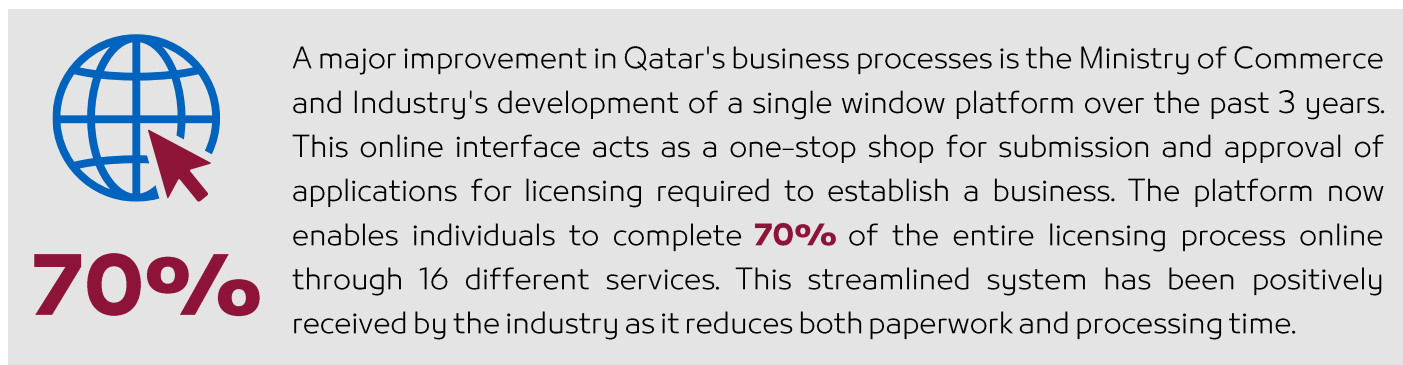 A major improvement in Qatar's business processes is the Ministry of Commerce
and Industry's development of a single window platform over the past 3 years.
This online interface acts as a one-stop shop for submission and approval of
applications for licensing required to establish a business. The platform now
enables individuals to complete 70% of the entire licensing process online
through 16 different services. This streamlined system has been positively
received by the industry as it reduces both paperwork and processing time.
70%